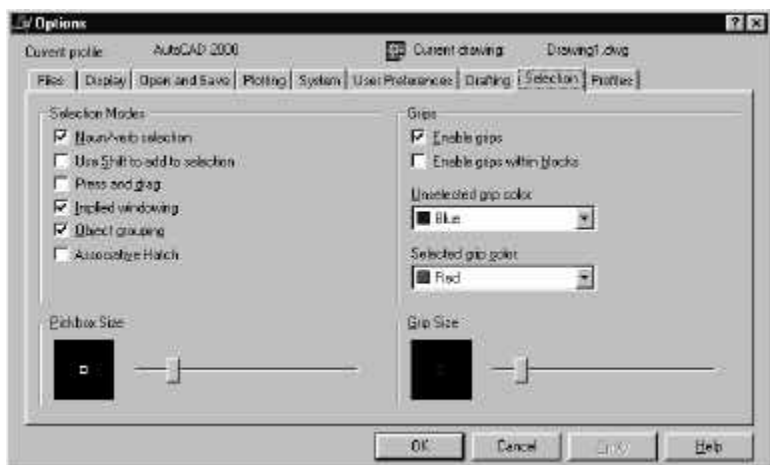 Options
Current profile: AutoCAD 2000 Current drawing: Drawing1.dwg
Files Display Open and Save Plotting System User Preferences Drafting Selection Profiles
Selection Modes
Noun/verb selection
Use Shift to add to selection
Press and drag
Implied windowing
Object grouping
Associative Hatch
Pickbox Size
Grips
Enable grips
Enable grips within blocks
Unselected grip color
Blue
Selected grip color
Red
Grip Size
OK Cancel Apply Help